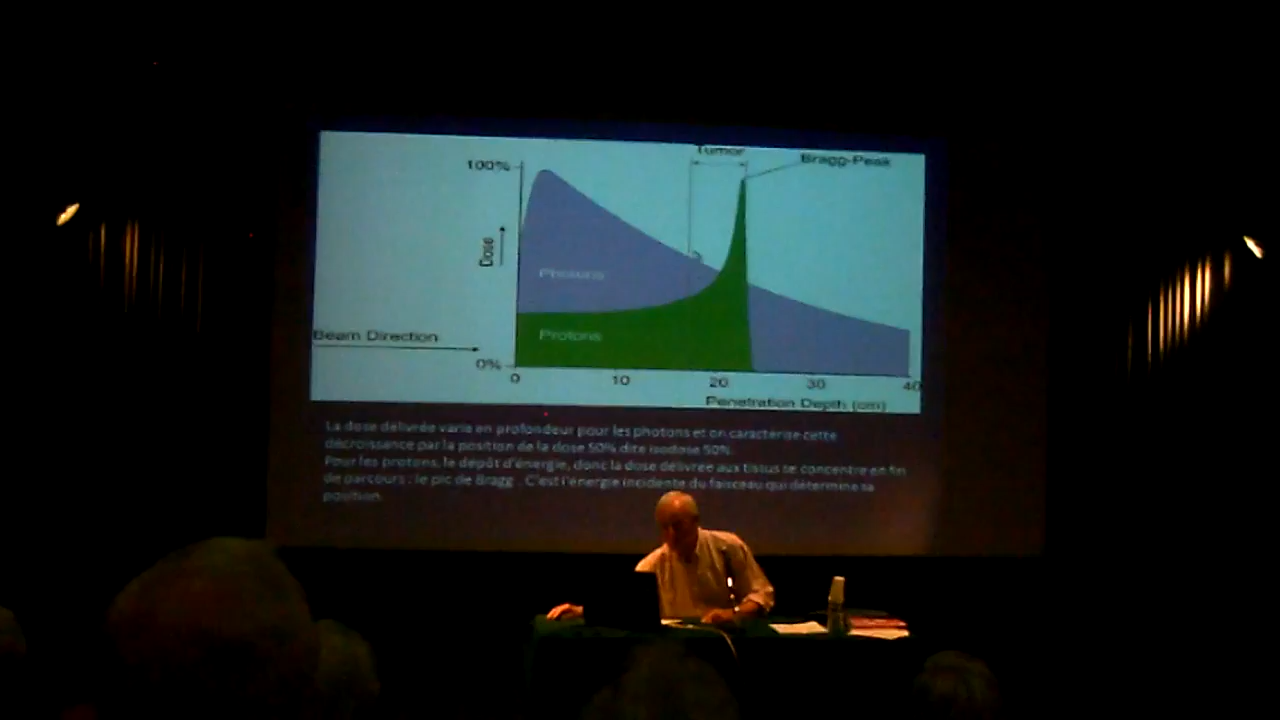 Tumor
Bragg-Peak
100%
Dose
Photons
Protons
Beam Direction
0%
0 10 20 30 40
Penetration Depth (cm)
La dose délivrée varie en profondeur pour les photons et on caractérise cette
décroissance par la position de la dose 50% dite isodose 50%.
Pour les protons, le dépôt d'énergie, donc la dose délivrée aux tissus se concentre en fin
de parcours : le pic de Bragg . C'est l'énergie incidente du faisceau qui détermine sa
position.